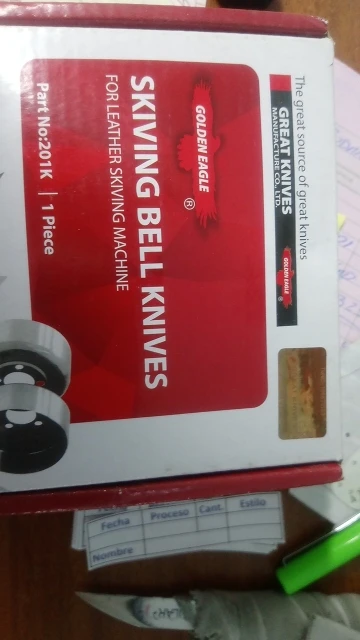 The great source of great knives
GREAT KNIVES
MANUFACTURE CO., LTD.
GOLDEN EAGLE
GOLDEN EAGLE ®
SKIVING BELL KNIVES
FOR LEATHER SKIVING MACHINE
Part No:201K | 1 Piece
Fecha Proceso Cant. Estilo
Nombre